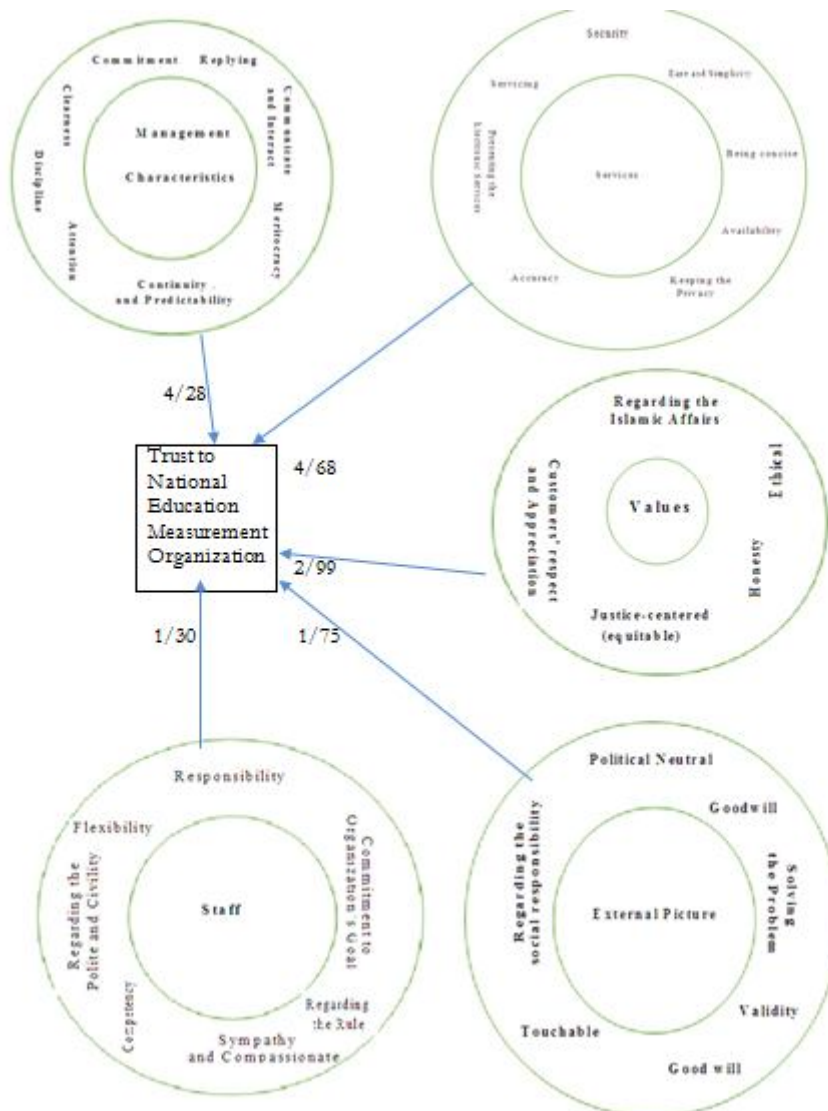 Commitment
Replying
Clearness
Communicate
and Interact
Management
Characteristics
Discipline
Attention
Meritocracy
Continuity
and Predictability
Security
Servicing
Ease and Simplicity
Presenting the
Electronic Services
Being concise
Services
Availability
Accuracy
Keeping the
Privacy
4/28
Trust to
National
Education
Measurement
Organization
4/68
2/99
1/30
1/75
Regarding the
Islamic Affairs
Ethical
Customers' respect
and Appreciation
Values
Honesty
Justice-centered
(equitable)
Responsibility
Flexibility
Commitment to
Organization's Goal
Regarding the
Polite and Civility
Staff
Competency
Regarding
the Rule
Sympathy
and Compassionate
Political Neutral
Goodwill
Regarding the
social responsibility
Solving
the Problem
External Picture
Validity
Touchable
Good will